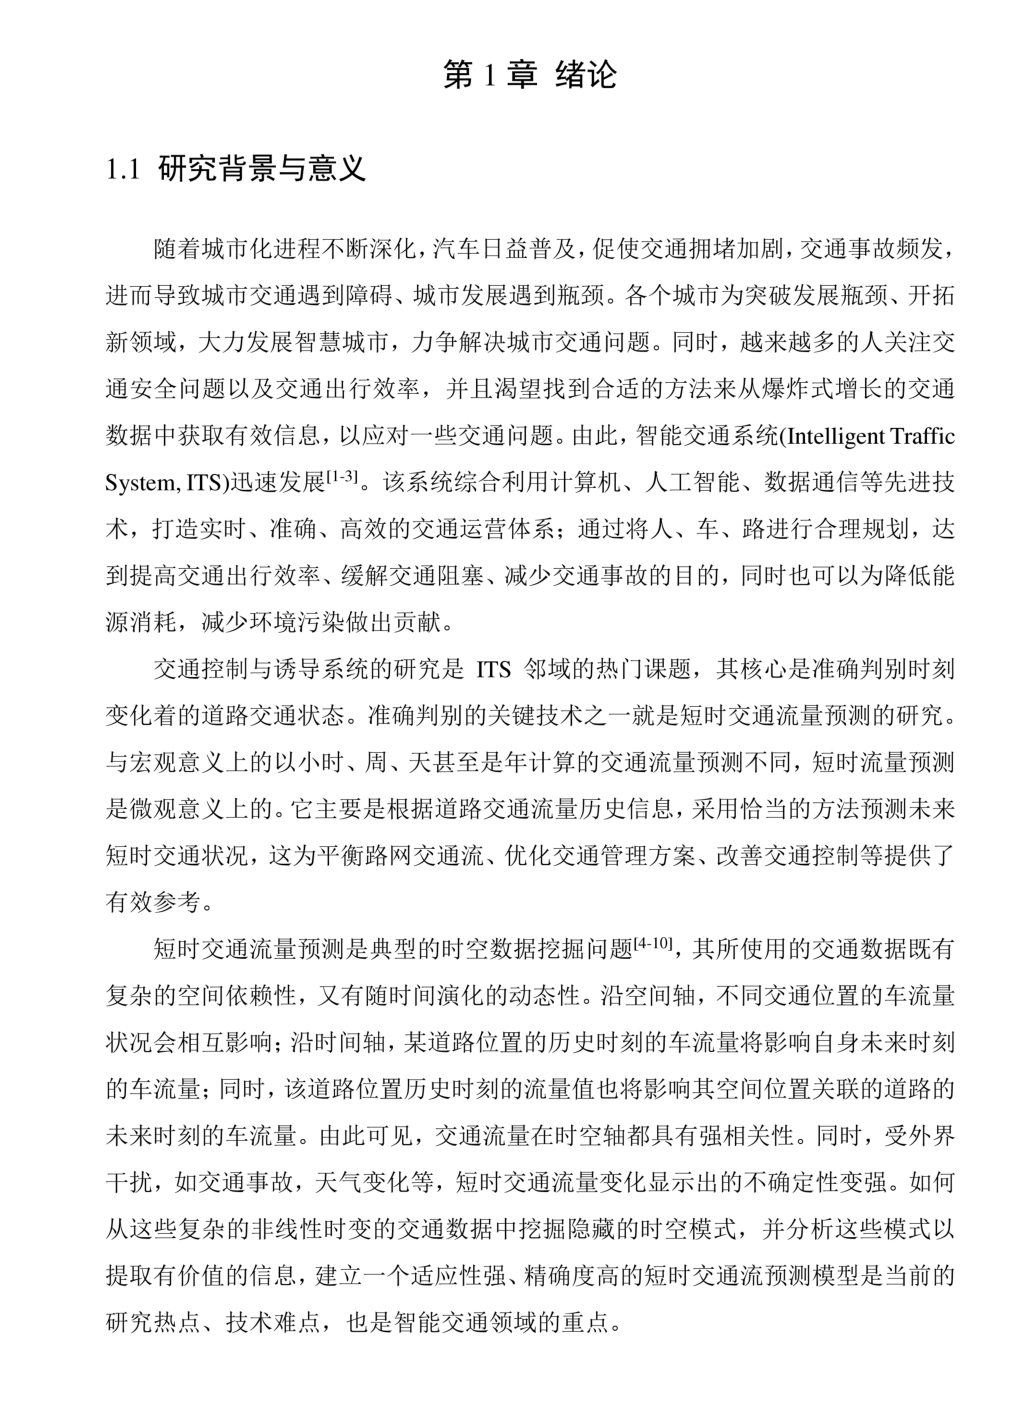 第 1 章 绪论
1.1 研究背景与意义
随着城市化进程不断深化，汽车日益普及，促使交通拥堵加剧，交通事故频发，
进而导致城市交通遇到障碍、城市发展遇到瓶颈。各个城市为突破发展瓶颈、开拓
新领域，大力发展智慧城市，力争解决城市交通问题。同时，越来越多的人关注交
通安全问题以及交通出行效率，并且渴望找到合适的方法来从爆炸式增长的交通
数据中获取有效信息，以应对一些交通问题。由此，智能交通系统(Intelligent Traffic
System, ITS)迅速发展[1-3]。该系统综合利用计算机、人工智能、数据通信等先进技
术，打造实时、准确、高效的交通运营体系；通过将人、车、路进行合理规划，达
到提高交通出行效率、缓解交通阻塞、减少交通事故的目的，同时也可以为降低能
源消耗，减少环境污染做出贡献。
交通控制与诱导系统的研究是 ITS 邻域的热门课题，其核心是准确判别时刻
变化着的道路交通状态。准确判别的关键技术之一就是短时交通流量预测的研究。
与宏观意义上的以小时、周、天甚至是年计算的交通流量预测不同，短时流量预测
是微观意义上的。它主要是根据道路交通流量历史信息，采用恰当的方法预测未来
短时交通状况，这为平衡路网交通流、优化交通管理方案、改善交通控制等提供了
有效参考。
短时交通流量预测是典型的时空数据挖掘问题[4-10]，其所使用的交通数据既有
复杂的空间依赖性，又有随时间演化的动态性。沿空间轴，不同交通位置的车流量
状况会相互影响；沿时间轴，某道路位置的历史时刻的车流量将影响自身未来时刻
的车流量；同时，该道路位置历史时刻的流量值也将影响其空间位置关联的道路的
未来时刻的车流量。由此可见，交通流量在时空轴都具有强相关性。同时，受外界
干扰，如交通事故，天气变化等，短时交通流量变化显示出的不确定性变强。如何
从这些复杂的非线性时变的交通数据中挖掘隐藏的时空模式，并分析这些模式以
提取有价值的信息，建立一个适应性强、精确度高的短时交通流预测模型是当前的
研究热点、技术难点，也是智能交通领域的重点。